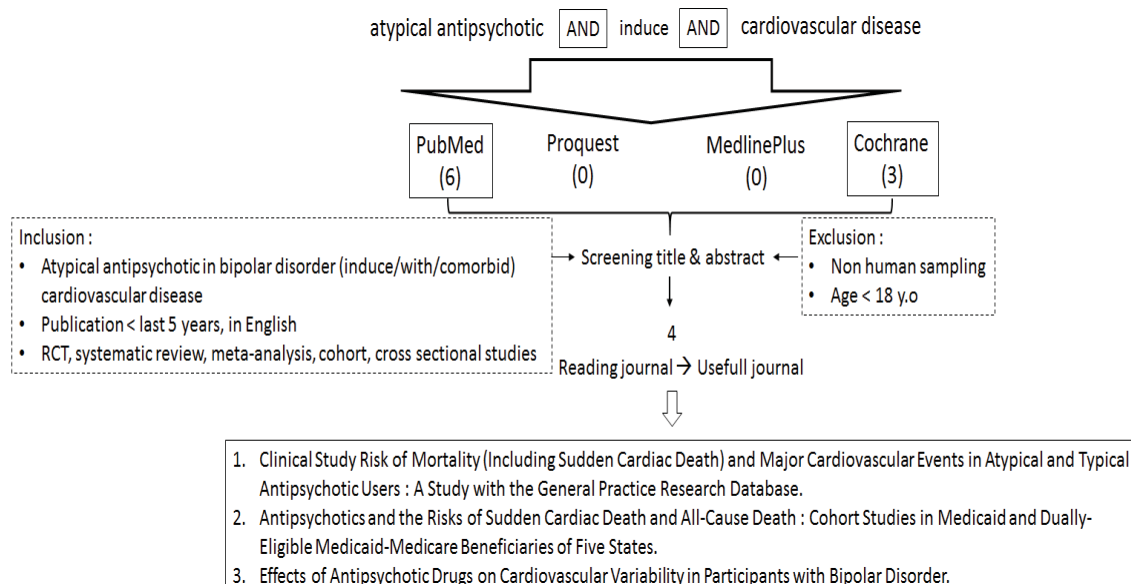 atypical antipsychotic AND induce AND cardiovascular disease
PubMed Proquest MedlinePlus Cochrane
(6) (0) (0) (3)
Inclusion :
• Atypical antipsychotic in bipolar disorder (induce/with/comorbid)
cardiovascular disease
• Publication < last 5 years, in English
• RCT, systematic review, meta-analysis, cohort, cross sectional studies
Screening title & abstract
Exclusion :
• Non human sampling
• Age < 18 y.o
4
Reading journal → Usefull journal
1. Clinical Study Risk of Mortality (Including Sudden Cardiac Death) and Major Cardiovascular Events in Atypical and Typical
Antipsychotic Users : A Study with the General Practice Research Database.
2. Antipsychotics and the Risks of Sudden Cardiac Death and All-Cause Death : Cohort Studies in Medicaid and Dually-
Eligible Medicaid-Medicare Beneficiaries of Five States.
3. Effects of Antipsychotic Drugs on Cardiovascular Variability in Participants with Bipolar Disorder.